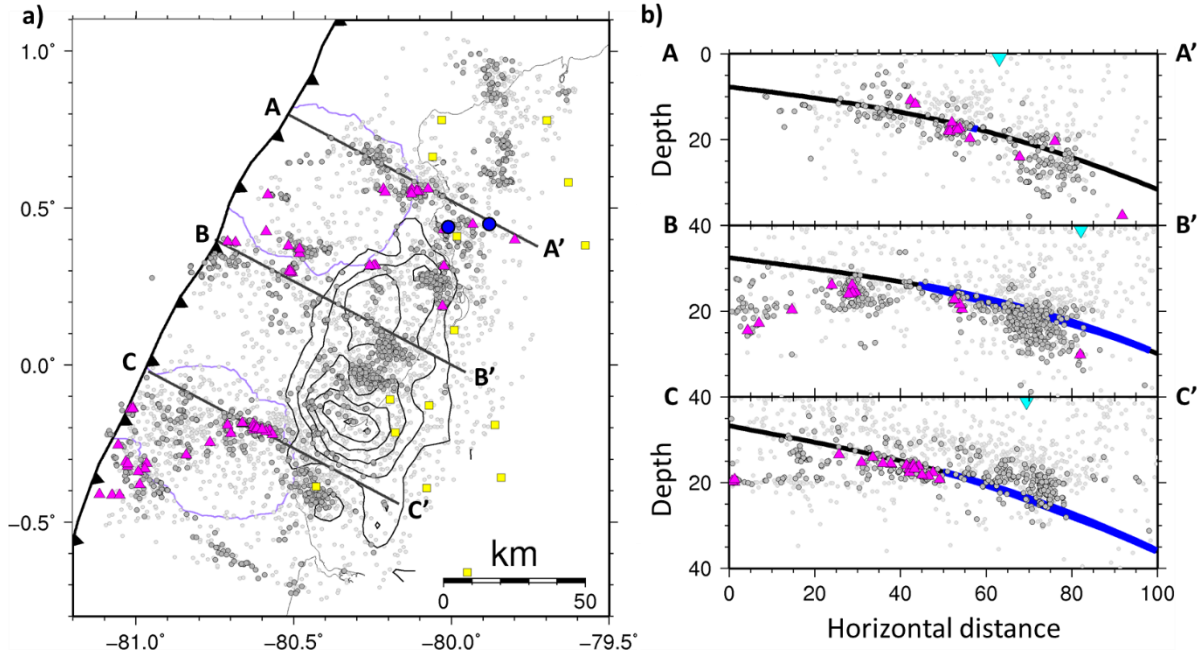 a)
b)
1.0°
0.5°
0.0°
−0.5°
−81.0°
−80.5°
−80.0°
−79.5°
A
A'
B
B'
C
C'
km
0
50
A
A'
0
20
40
B
B'
20
40
C
C'
20
40
Depth
Depth
Depth
0
20
40
60
80
100
Horizontal distance